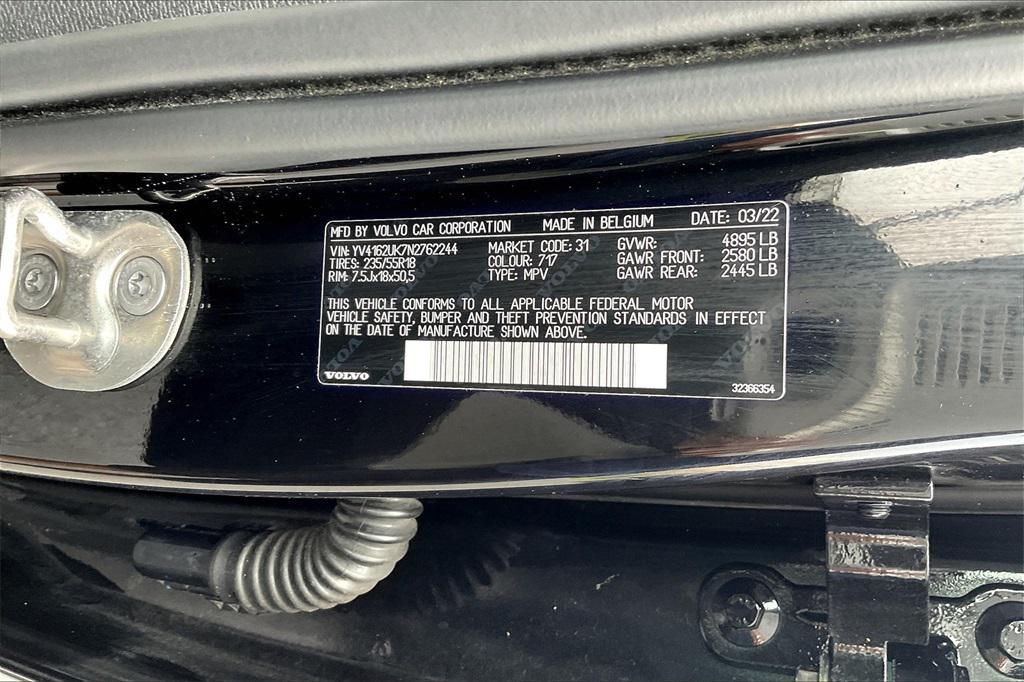 MFD BY VOLVO CAR CORPORATION MADE IN BELGIUM DATE: 03/22
VIN: YV4162UK7N2762244 MARKET CODE: 31 GVWR: 4895 LB
TIRES: 235/55R18 COLOUR: 717 GAWR FRONT: 2580 LB
RIM: 7.5Jx18x50,5 TYPE: MPV GAWR REAR: 2445 LB
THIS VEHICLE CONFORMS TO ALL APPLICABLE FEDERAL MOTOR
VEHICLE SAFETY, BUMPER AND THEFT PREVENTION STANDARDS IN EFFECT
ON THE DATE OF MANUFACTURE SHOWN ABOVE.
VOLVO
32366354